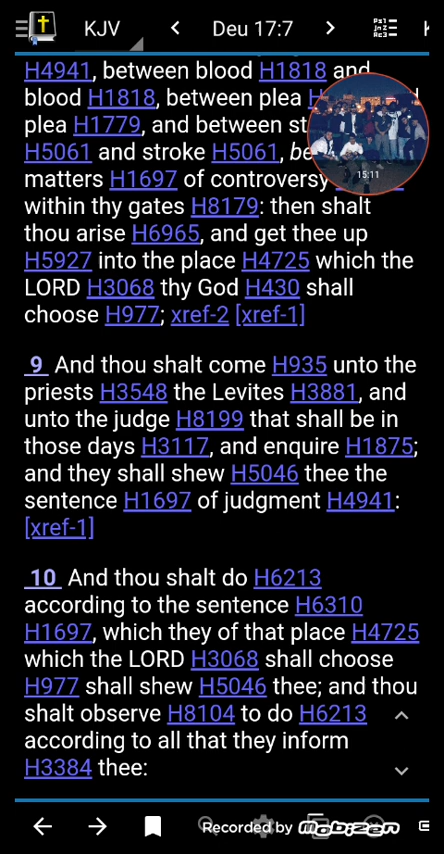 KJV Deu 17:7
H4941, between blood H1818 and
blood H1818, between plea
plea H1779, and between
H5061 and stroke H5061,
matters H1697 of controversy
15:11
within thy gates H8179: then shalt
thou arise H6965, and get thee up
H5927 into the place H4725 which the
LORD H3068 thy God H430 shall
choose H977; xref-2 [xref-1]
9 And thou shalt come H935 unto the
priests H3548 the Levites H3881, and
unto the judge H8199 that shall be in
those days H3117, and enquire H1875;
and they shall shew H5046 thee the
sentence H1697 of judgment H4941:
[xref-1]
10 And thou shalt do H6213
according to the sentence H6310
H1697, which they of that place H4725
which the LORD H3068 shall choose
H977 shall shew H5046 thee; and thou
shalt observe H8104 to do H6213
according to all that they inform
H3384 thee:
Recorded by mobizen